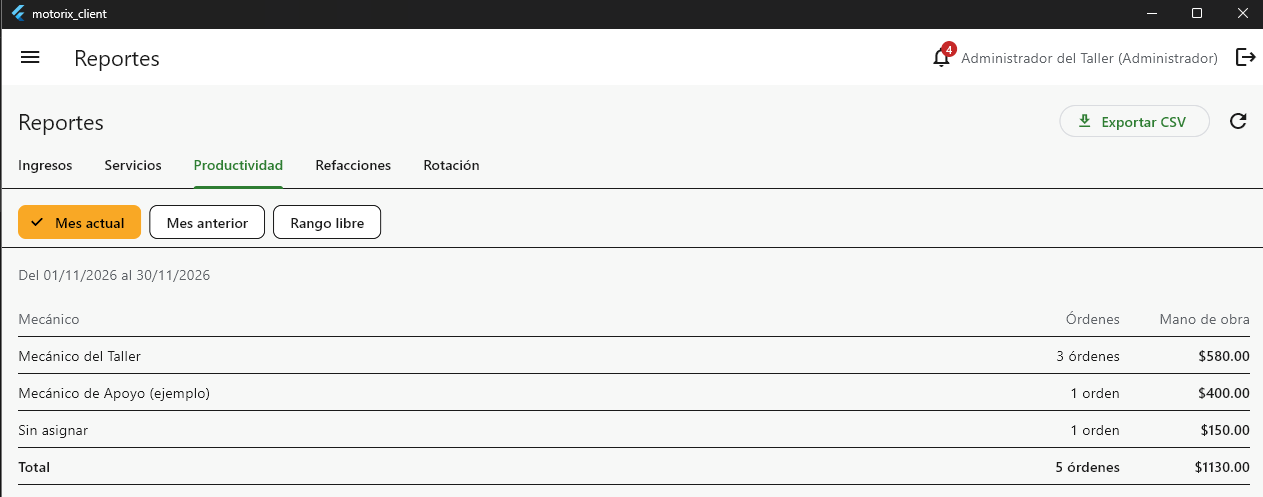 motorix_client
Reportes
4
Administrador del Taller (Administrador)
Reportes
Exportar CSV
Ingresos Servicios Productividad Refacciones Rotación
Mes actual Mes anterior Rango libre
Del 01/11/2026 al 30/11/2026
Mecánico Órdenes Mano de obra
Mecánico del Taller 3 órdenes $580.00
Mecánico de Apoyo (ejemplo) 1 orden $400.00
Sin asignar 1 orden $150.00
Total 5 órdenes $1130.00